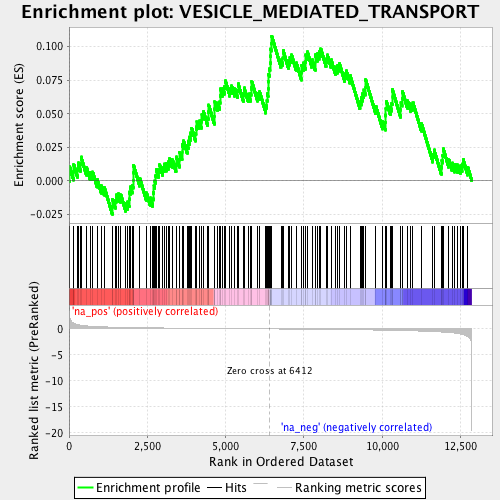 Enrichment plot: VESICLE_MEDIATED_TRANSPORT
Enrichment score (ES)
0.100
0.075
0.050
0.025
0.000
-0.025
'na_pos' (positively correlated)
Ranked list metric (PreRanked)
0
-5
-10
-15
-20
Zero cross at 6412
'na_neg' (negatively correlated)
0
2,500
5,000
7,500
10,000
12,500
Rank in Ordered Dataset
Enrichment profile
Hits
Ranking metric scores